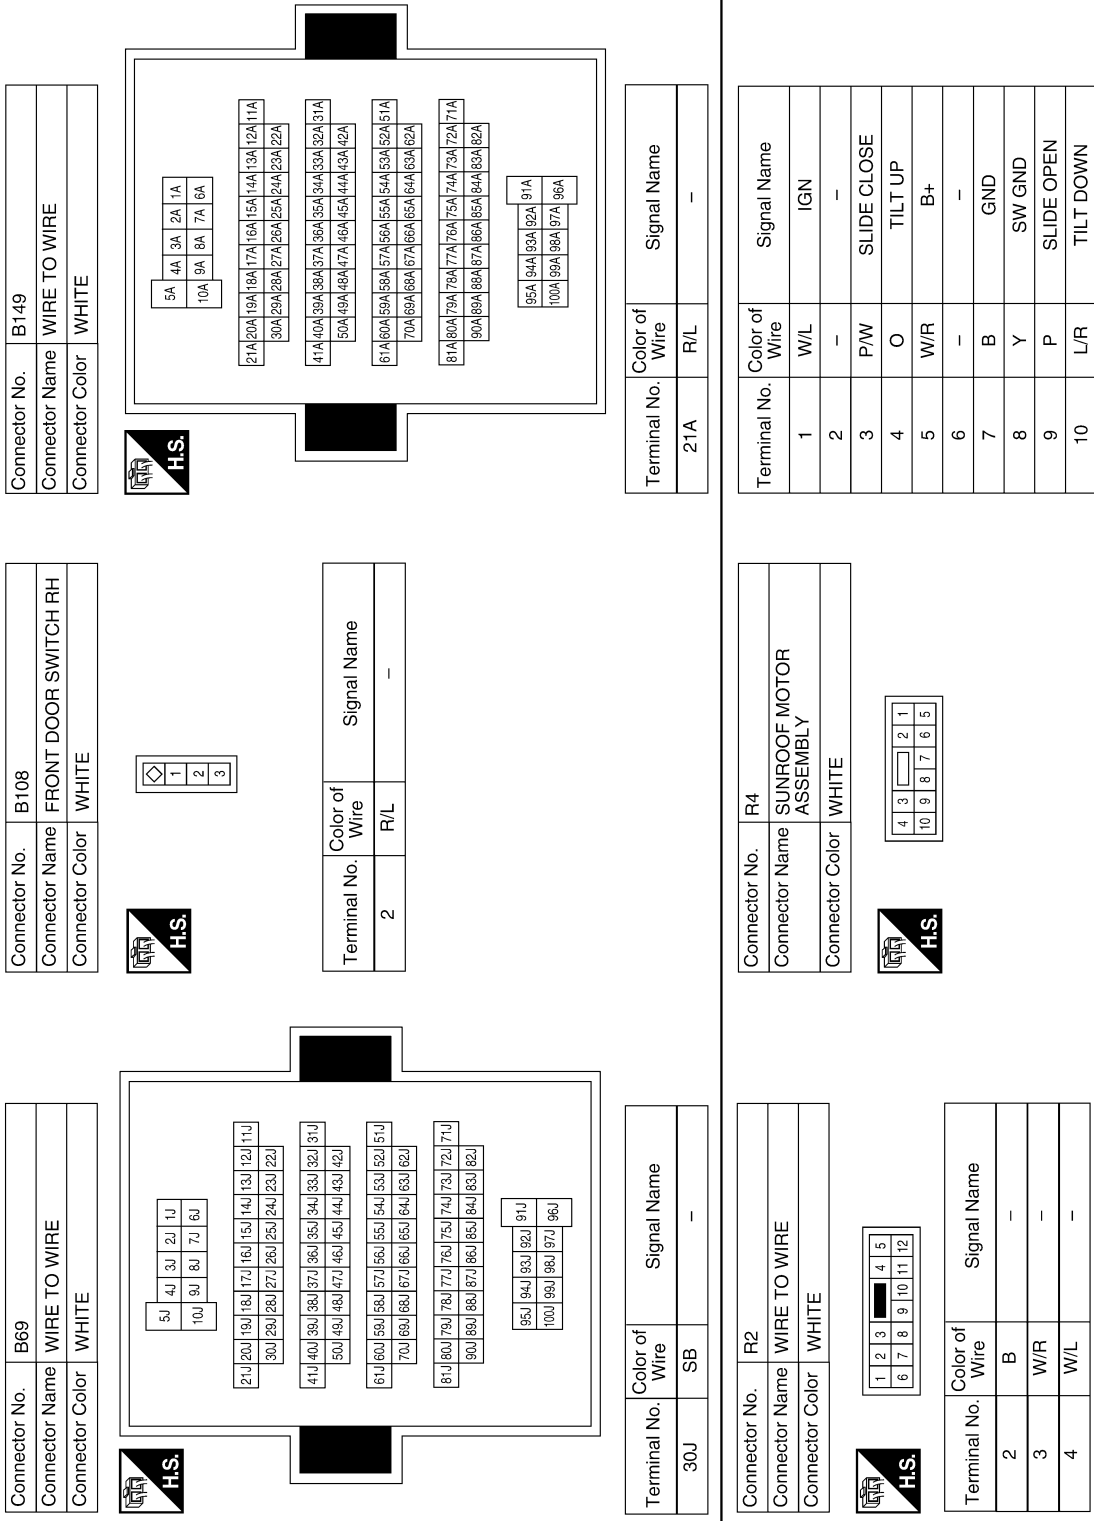 Connector No. B69
Connector Name WIRE TO WIRE
Connector Color WHITE
H.S.
5J 4J 3J 2J 1J
10J 9J 8J 7J 6J
21J 20J 19J 18J 17J 16J 15J 14J 13J 12J 11J
30J 29J 28J 27J 26J 25J 24J 23J 22J
41J 40J 39J 38J 37J 36J 35J 34J 33J 32J 31J
50J 49J 48J 47J 46J 45J 44J 43J 42J
61J 60J 59J 58J 57J 56J 55J 54J 53J 52J 51J
70J 69J 68J 67J 66J 65J 64J 63J 62J
81J 80J 79J 78J 77J 76J 75J 74J 73J 72J 71J
90J 89J 88J 87J 86J 85J 84J 83J 82J
95J 94J 93J 92J 91J
100J 99J 98J 97J 96J
Terminal No. Color of Wire Signal Name
30J SB –
Connector No. B108
Connector Name FRONT DOOR SWITCH RH
Connector Color WHITE
H.S.
1
2
3
Terminal No. Color of Wire Signal Name
2 R/L –
Connector No. B149
Connector Name WIRE TO WIRE
Connector Color WHITE
H.S.
5A 4A 3A 2A 1A
10A 9A 8A 7A 6A
21A 20A 19A 18A 17A 16A 15A 14A 13A 12A 11A
30A 29A 28A 27A 26A 25A 24A 23A 22A
41A 40A 39A 38A 37A 36A 35A 34A 33A 32A 31A
50A 49A 48A 47A 46A 45A 44A 43A 42A
61A 60A 59A 58A 57A 56A 55A 54A 53A 52A 51A
70A 69A 68A 67A 66A 65A 64A 63A 62A
81A 80A 79A 78A 77A 76A 75A 74A 73A 72A 71A
90A 89A 88A 87A 86A 85A 84A 83A 82A
95A 94A 93A 92A 91A
100A 99A 98A 97A 96A
Terminal No. Color of Wire Signal Name
21A R/L –
Connector No. R2
Connector Name WIRE TO WIRE
Connector Color WHITE
H.S.
1 2 3 4 5
6 7 8 9 10 11 12
Terminal No. Color of Wire Signal Name
2 B –
3 W/R –
4 W/L –
Connector No. R4
Connector Name SUNROOF MOTOR
ASSEMBLY
Connector Color WHITE
H.S.
4 3 2 1
10 9 8 7 6 5
Terminal No. Color of Wire Signal Name
1 W/L IGN
2 – –
3 P/W SLIDE CLOSE
4 O TILT UP
5 W/R B+
6 – –
7 B GND
8 Y SW GND
9 P SLIDE OPEN
10 L/R TILT DOWN